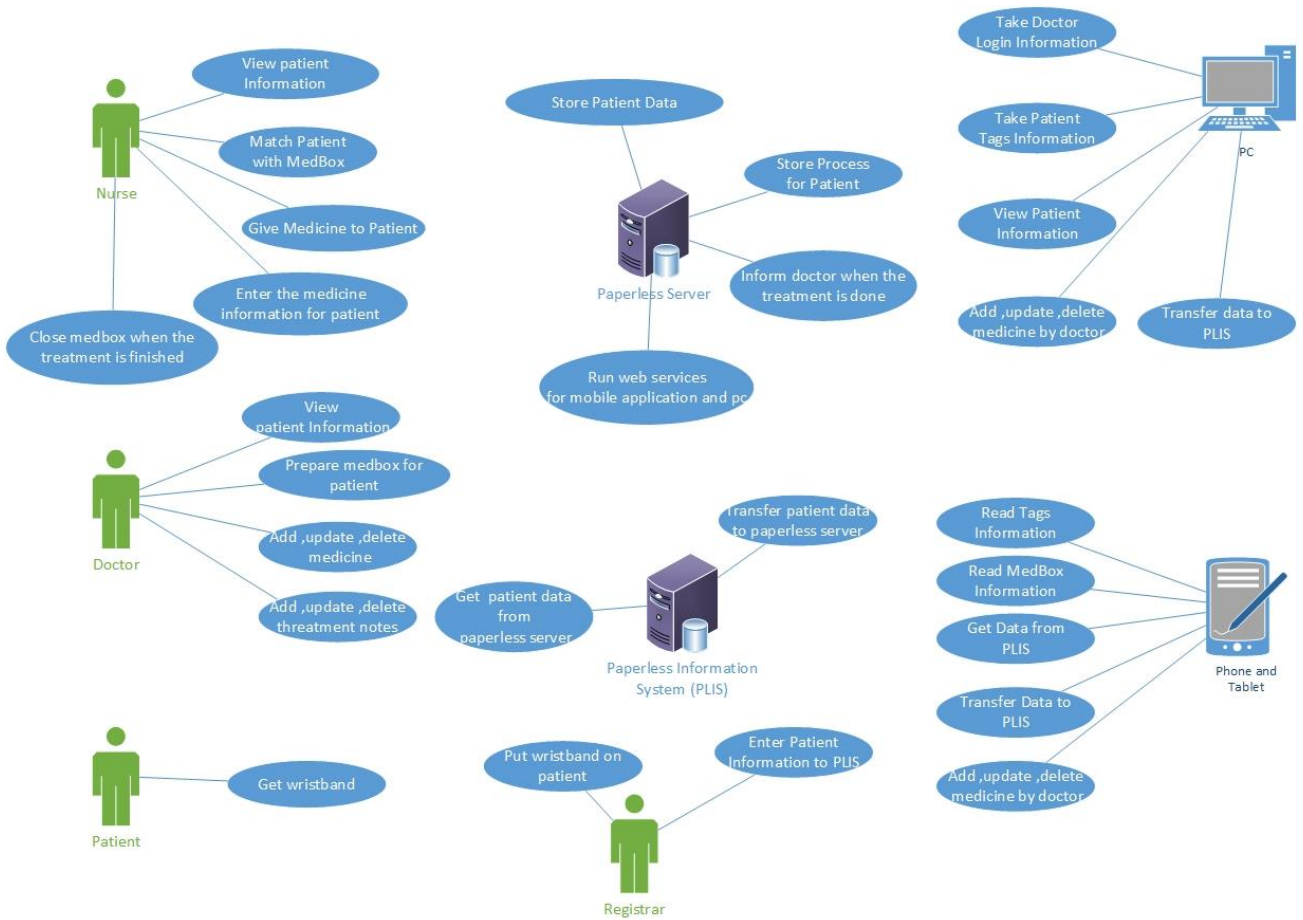 View patient
Information
Match Patient
with MedBox
Nurse
Give Medicine to Patient
Enter the medicine
information for patient
Close medbox when the
treatment is finished
Store Patient Data
Store Process
for Patient
Paperless Server
Inform doctor when the
treatment is done
Run web services
for mobile application and pc
Take Doctor
Login Information
Take Patient
Tags Information
PC
View Patient
Information
Add ,update ,delete
medicine by doctor
Transfer data to
PLIS
View
patient Information
Prepare medbox for
patient
Doctor
Add ,update ,delete
medicine
Add ,update ,delete
threatment notes
Transfer patient data
to paperless server
Get  patient data
from
paperless server
Paperless Information
System (PLIS)
Read Tags
Information
Read MedBox
Information
Get Data from
PLIS
Phone and
Tablet
Transfer Data to
PLIS
Add ,update ,delete
medicine by doctor
Get wristband
Patient
Put wristband on
patient
Enter Patient
Information to PLIS
Registrar